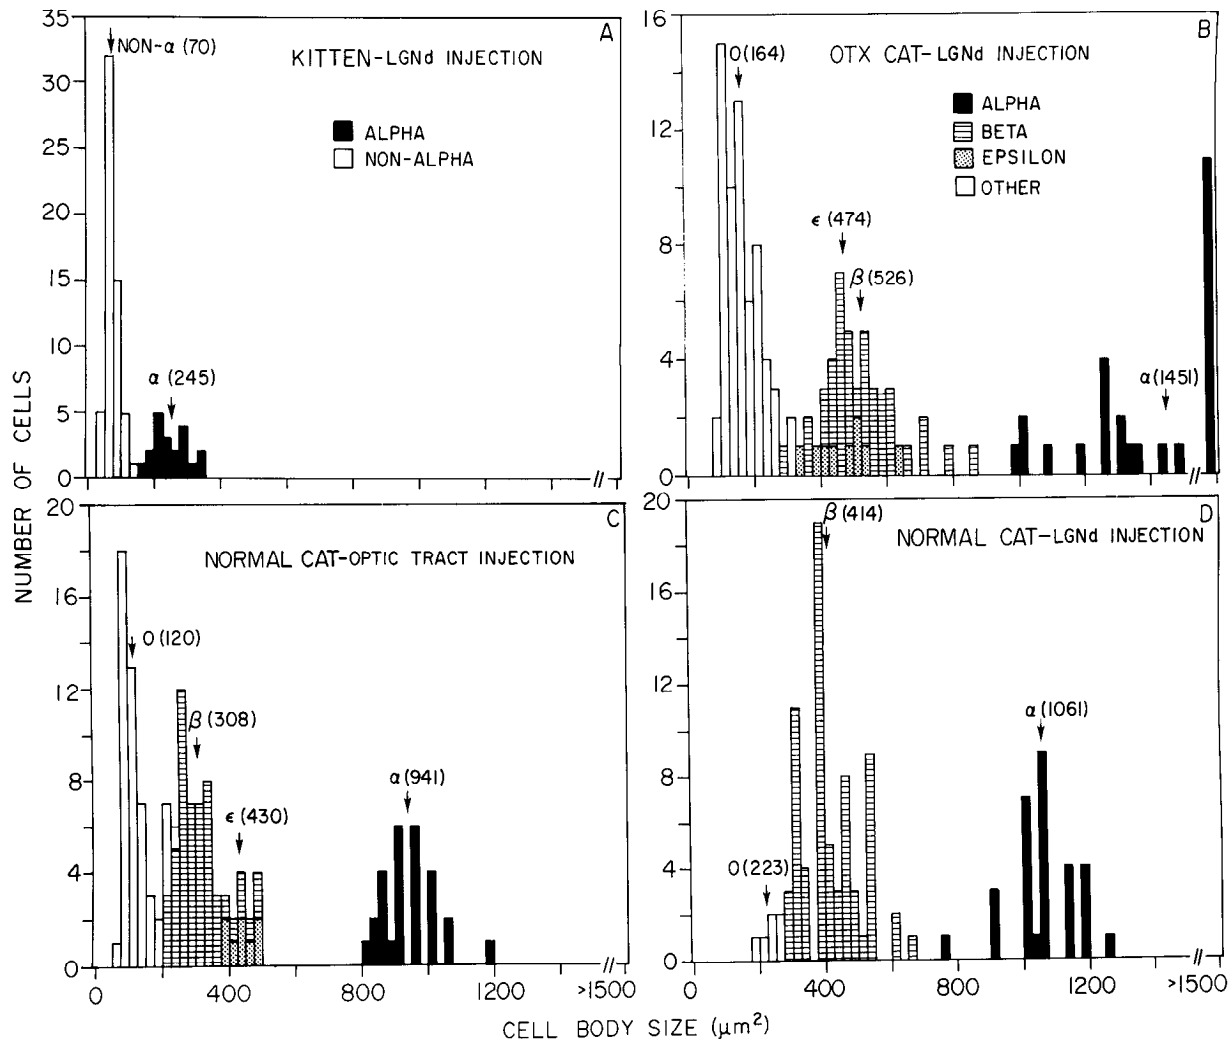 35
30
25
20
15
10
5
0
NON-α (70)
A
KITTEN-LGNd INJECTION
ALPHA
NON-ALPHA
α (245)
//
16
12
8
4
0
O(164)
B
OTX CAT-LGNd INJECTION
ALPHA
BETA
EPSILON
OTHER
ϵ (474)
β (526)
α(1451)
//
NUMBER OF CELLS
20
16
12
8
4
0
C
NORMAL CAT-OPTIC TRACT INJECTION
O (120)
β (308)
ϵ (430)
α(941)
//
0
400
800
1200
>1500
20
16
12
8
4
0
β (414)
D
NORMAL CAT-LGNd INJECTION
O(223)
α(1061)
//
0
400
800
1200
>1500
CELL BODY SIZE (μm²)